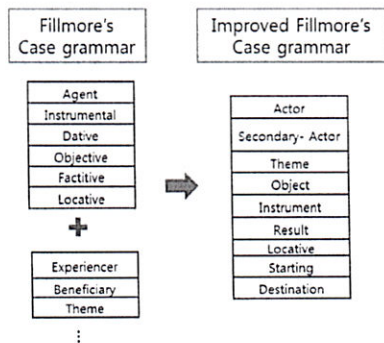 Fillmore's
Case grammar
Agent
Instrumental
Dative
Objective
Factitive
Locative
+
Experiencer
Beneficiary
Theme
⋮
Improved Fillmore's
Case grammar
Actor
Secondary- Actor
Theme
Object
Instrument
Result
Locative
Starting
Destination